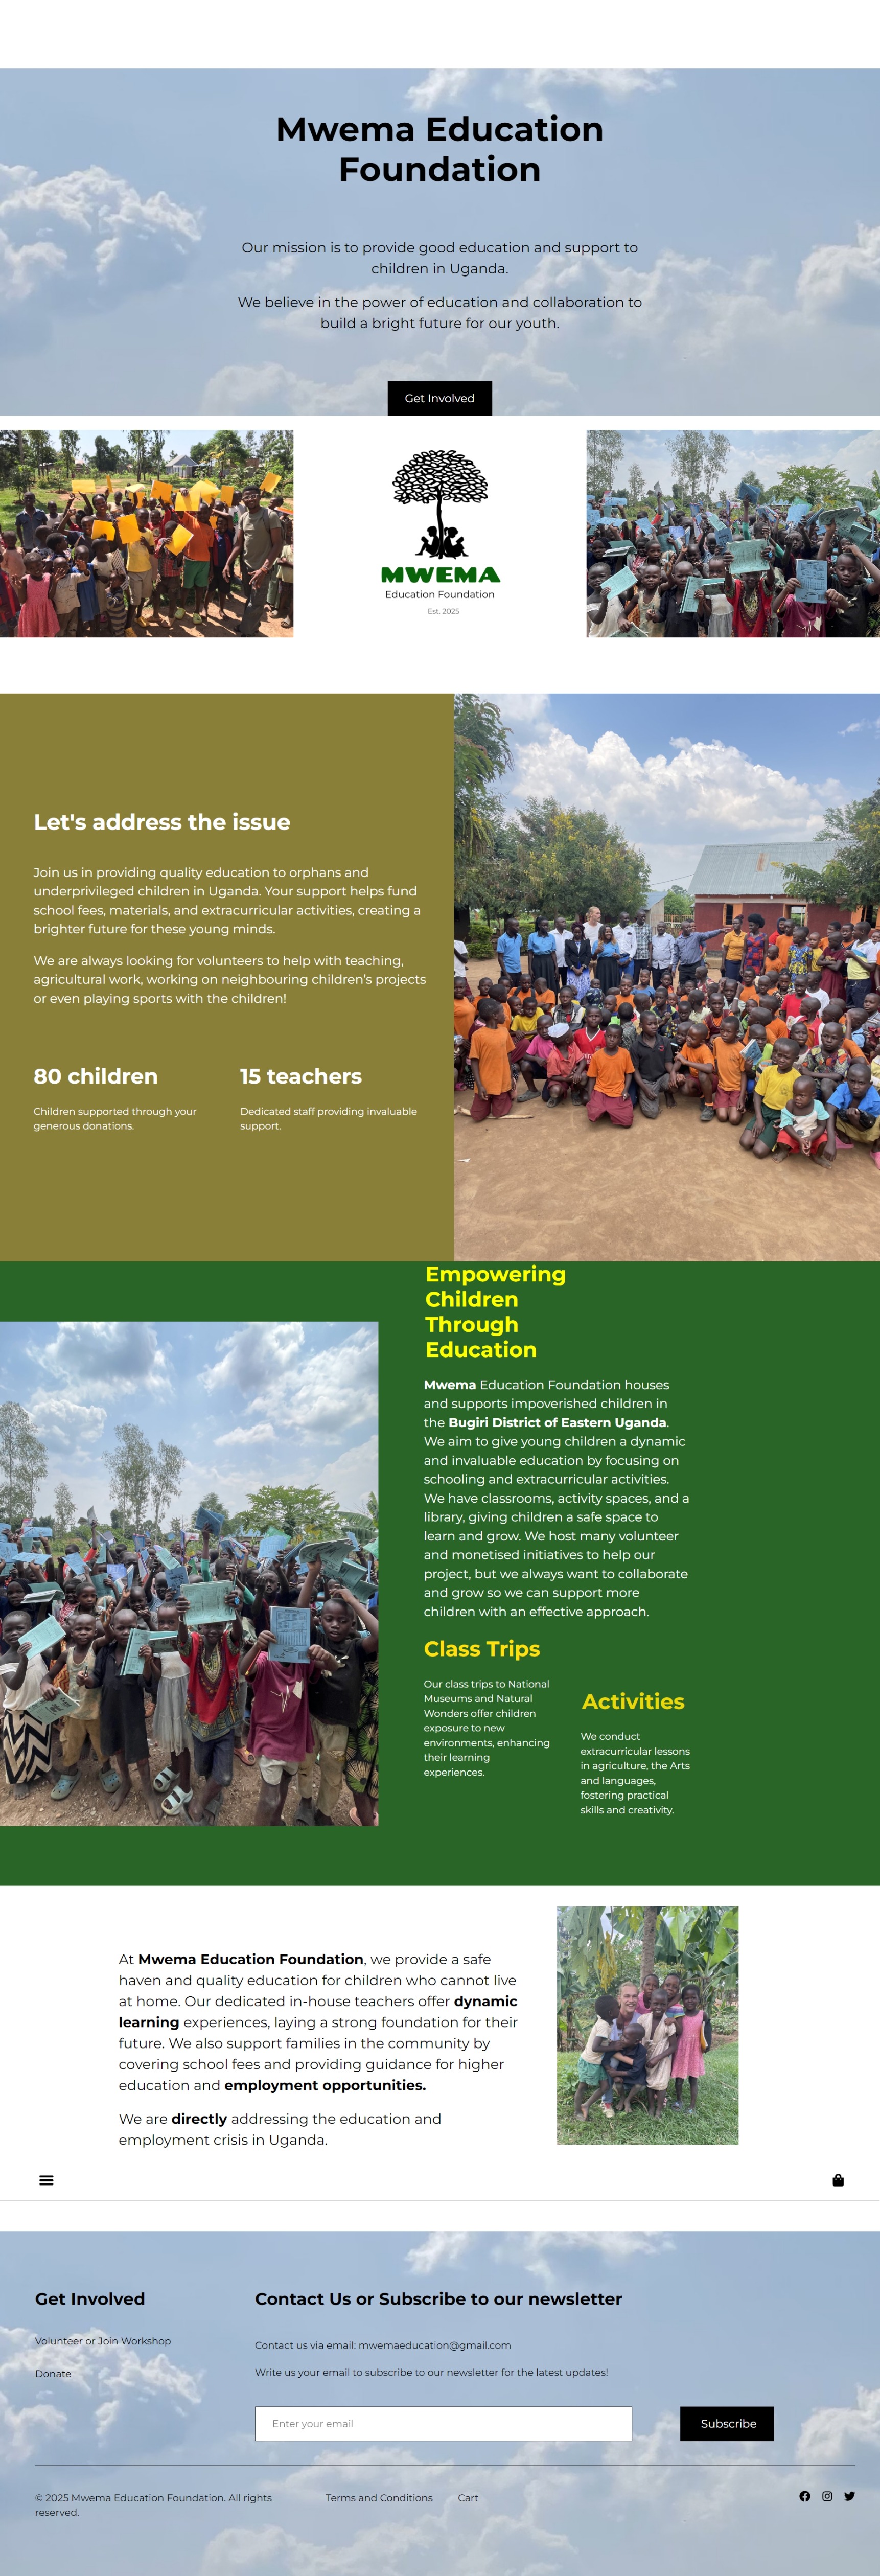 Mwema Education
Foundation
Our mission is to provide good education and support to
children in Uganda.
We believe in the power of education and collaboration to
build a bright future for our youth.
Get Involved
MWEMA
Education Foundation
Est. 2025
Let's address the issue
Join us in providing quality education to orphans and
underprivileged children in Uganda. Your support helps fund
school fees, materials, and extracurricular activities, creating a
brighter future for these young minds.
We are always looking for volunteers to help with teaching,
agricultural work, working on neighbouring children's projects
or even playing sports with the children!
80 children
Children supported through your
generous donations.
15 teachers
Dedicated staff providing invaluable
support.
Empowering
Children
Through
Education
Mwema Education Foundation houses
and supports impoverished children in
the Bugiri District of Eastern Uganda.
We aim to give young children a dynamic
and invaluable education by focusing on
schooling and extracurricular activities.
We have classrooms, activity spaces, and a
library, giving children a safe space to
learn and grow. We host many volunteer
and monetised initiatives to help our
project, but we always want to collaborate
and grow so we can support more
children with an effective approach.
Class Trips
Our class trips to National
Museums and Natural
Wonders offer children
exposure to new
environments, enhancing
their learning
experiences.
Activities
We conduct
extracurricular lessons
in agriculture, the Arts
and languages,
fostering practical
skills and creativity.
At Mwema Education Foundation, we provide a safe
haven and quality education for children who cannot live
at home. Our dedicated in-house teachers offer dynamic
learning experiences, laying a strong foundation for their
future. We also support families in the community by
covering school fees and providing guidance for higher
education and employment opportunities.
We are directly addressing the education and
employment crisis in Uganda.
Get Involved
Volunteer or Join Workshop
Donate
Contact Us or Subscribe to our newsletter
Contact us via email: mwemaeducation@gmail.com
Write us your email to subscribe to our newsletter for the latest updates!
Enter your email
Subscribe
© 2025 Mwema Education Foundation. All rights
reserved.
Terms and Conditions
Cart